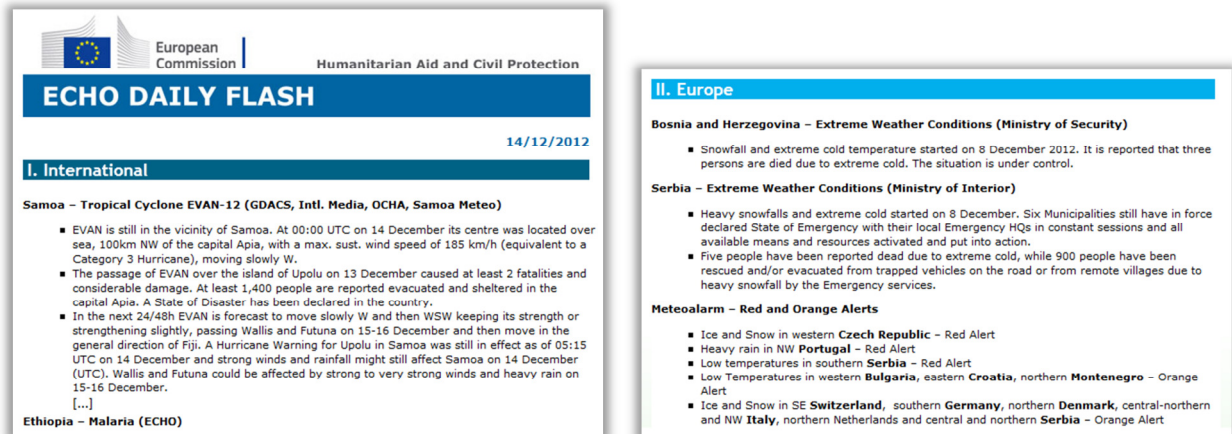 European
Commission
Humanitarian Aid and Civil Protection
ECHO DAILY FLASH
14/12/2012
I. International
Samoa – Tropical Cyclone EVAN-12 (GDACS, Intl. Media, OCHA, Samoa Meteo)
▪ EVAN is still in the vicinity of Samoa. At 00:00 UTC on 14 December its centre was located over
sea, 100km NW of the capital Apia, with a max. sust. wind speed of 185 km/h (equivalent to a
Category 3 Hurricane), moving slowly W.
▪ The passage of EVAN over the island of Upolu on 13 December caused at least 2 fatalities and
considerable damage. At least 1,400 people are reported evacuated and sheltered in the
capital Apia. A State of Disaster has been declared in the country.
▪ In the next 24/48h EVAN is forecast to move slowly W and then WSW keeping its strength or
strengthening slightly, passing Wallis and Futuna on 15-16 December and then move in the
general direction of Fiji. A Hurricane Warning for Upolu in Samoa was still in effect as of 05:15
UTC on 14 December and strong winds and rainfall might still affect Samoa on 14 December
(UTC). Wallis and Futuna could be affected by strong to very strong winds and heavy rain on
15-16 December.
[...]
Ethiopia – Malaria (ECHO)
II. Europe
Bosnia and Herzegovina – Extreme Weather Conditions (Ministry of Security)
▪ Snowfall and extreme cold temperature started on 8 December 2012. It is reported that three
persons are died due to extreme cold. The situation is under control.
Serbia – Extreme Weather Conditions (Ministry of Interior)
▪ Heavy snowfalls and extreme cold started on 8 December. Six Municipalities still have in force
declared State of Emergency with their local Emergency HQs in constant sessions and all
available means and resources activated and put into action.
▪ Five people have been reported dead due to extreme cold, while 900 people have been
rescued and/or evacuated from trapped vehicles on the road or from remote villages due to
heavy snowfall by the Emergency services.
Meteoalarm – Red and Orange Alerts
▪ Ice and Snow in western Czech Republic – Red Alert
▪ Heavy rain in NW Portugal – Red Alert
▪ Low temperatures in southern Serbia – Red Alert
▪ Low Temperatures in western Bulgaria, eastern Croatia, northern Montenegro – Orange
Alert
▪ Ice and Snow in SE Switzerland, southern Germany, northern Denmark, central-northern
and NW Italy, northern Netherlands and central and northern Serbia – Orange Alert